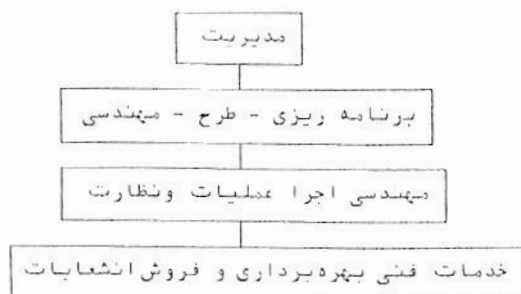 مدیریت
برنامه ریزی - طرح - مهندسی
مهندسی اجرا عملیات ونظارت
خدمات فنی بهره‌برداری و فروش انشعابات